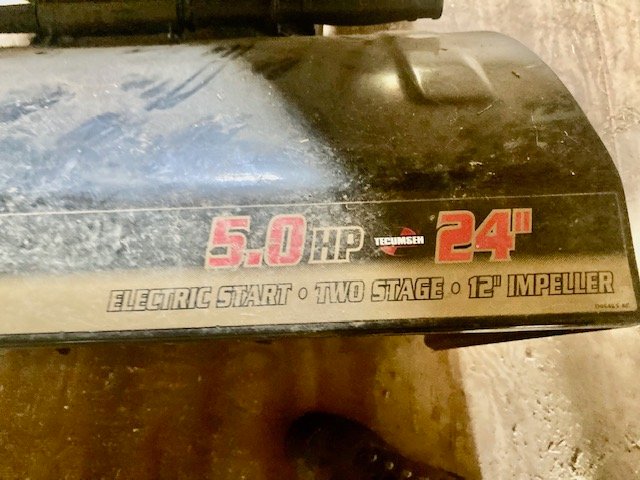 5.0 HP TECUMSEH 24"
ELECTRIC START • TWO STAGE • 12" IMPELLER